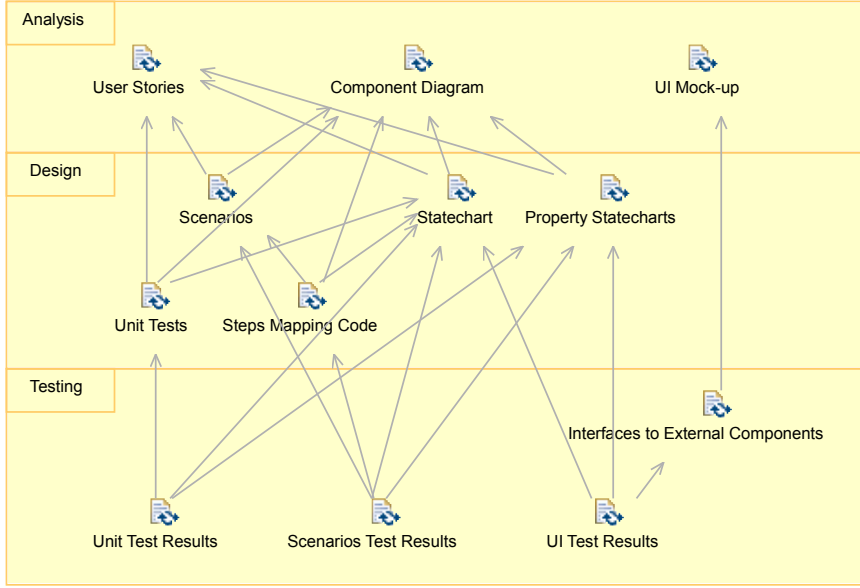 Analysis
User Stories
Component Diagram
UI Mock-up
Design
Scenarios
Statechart
Property Statecharts
Unit Tests
Steps Mapping Code
Testing
Interfaces to External Components
Unit Test Results
Scenarios Test Results
UI Test Results